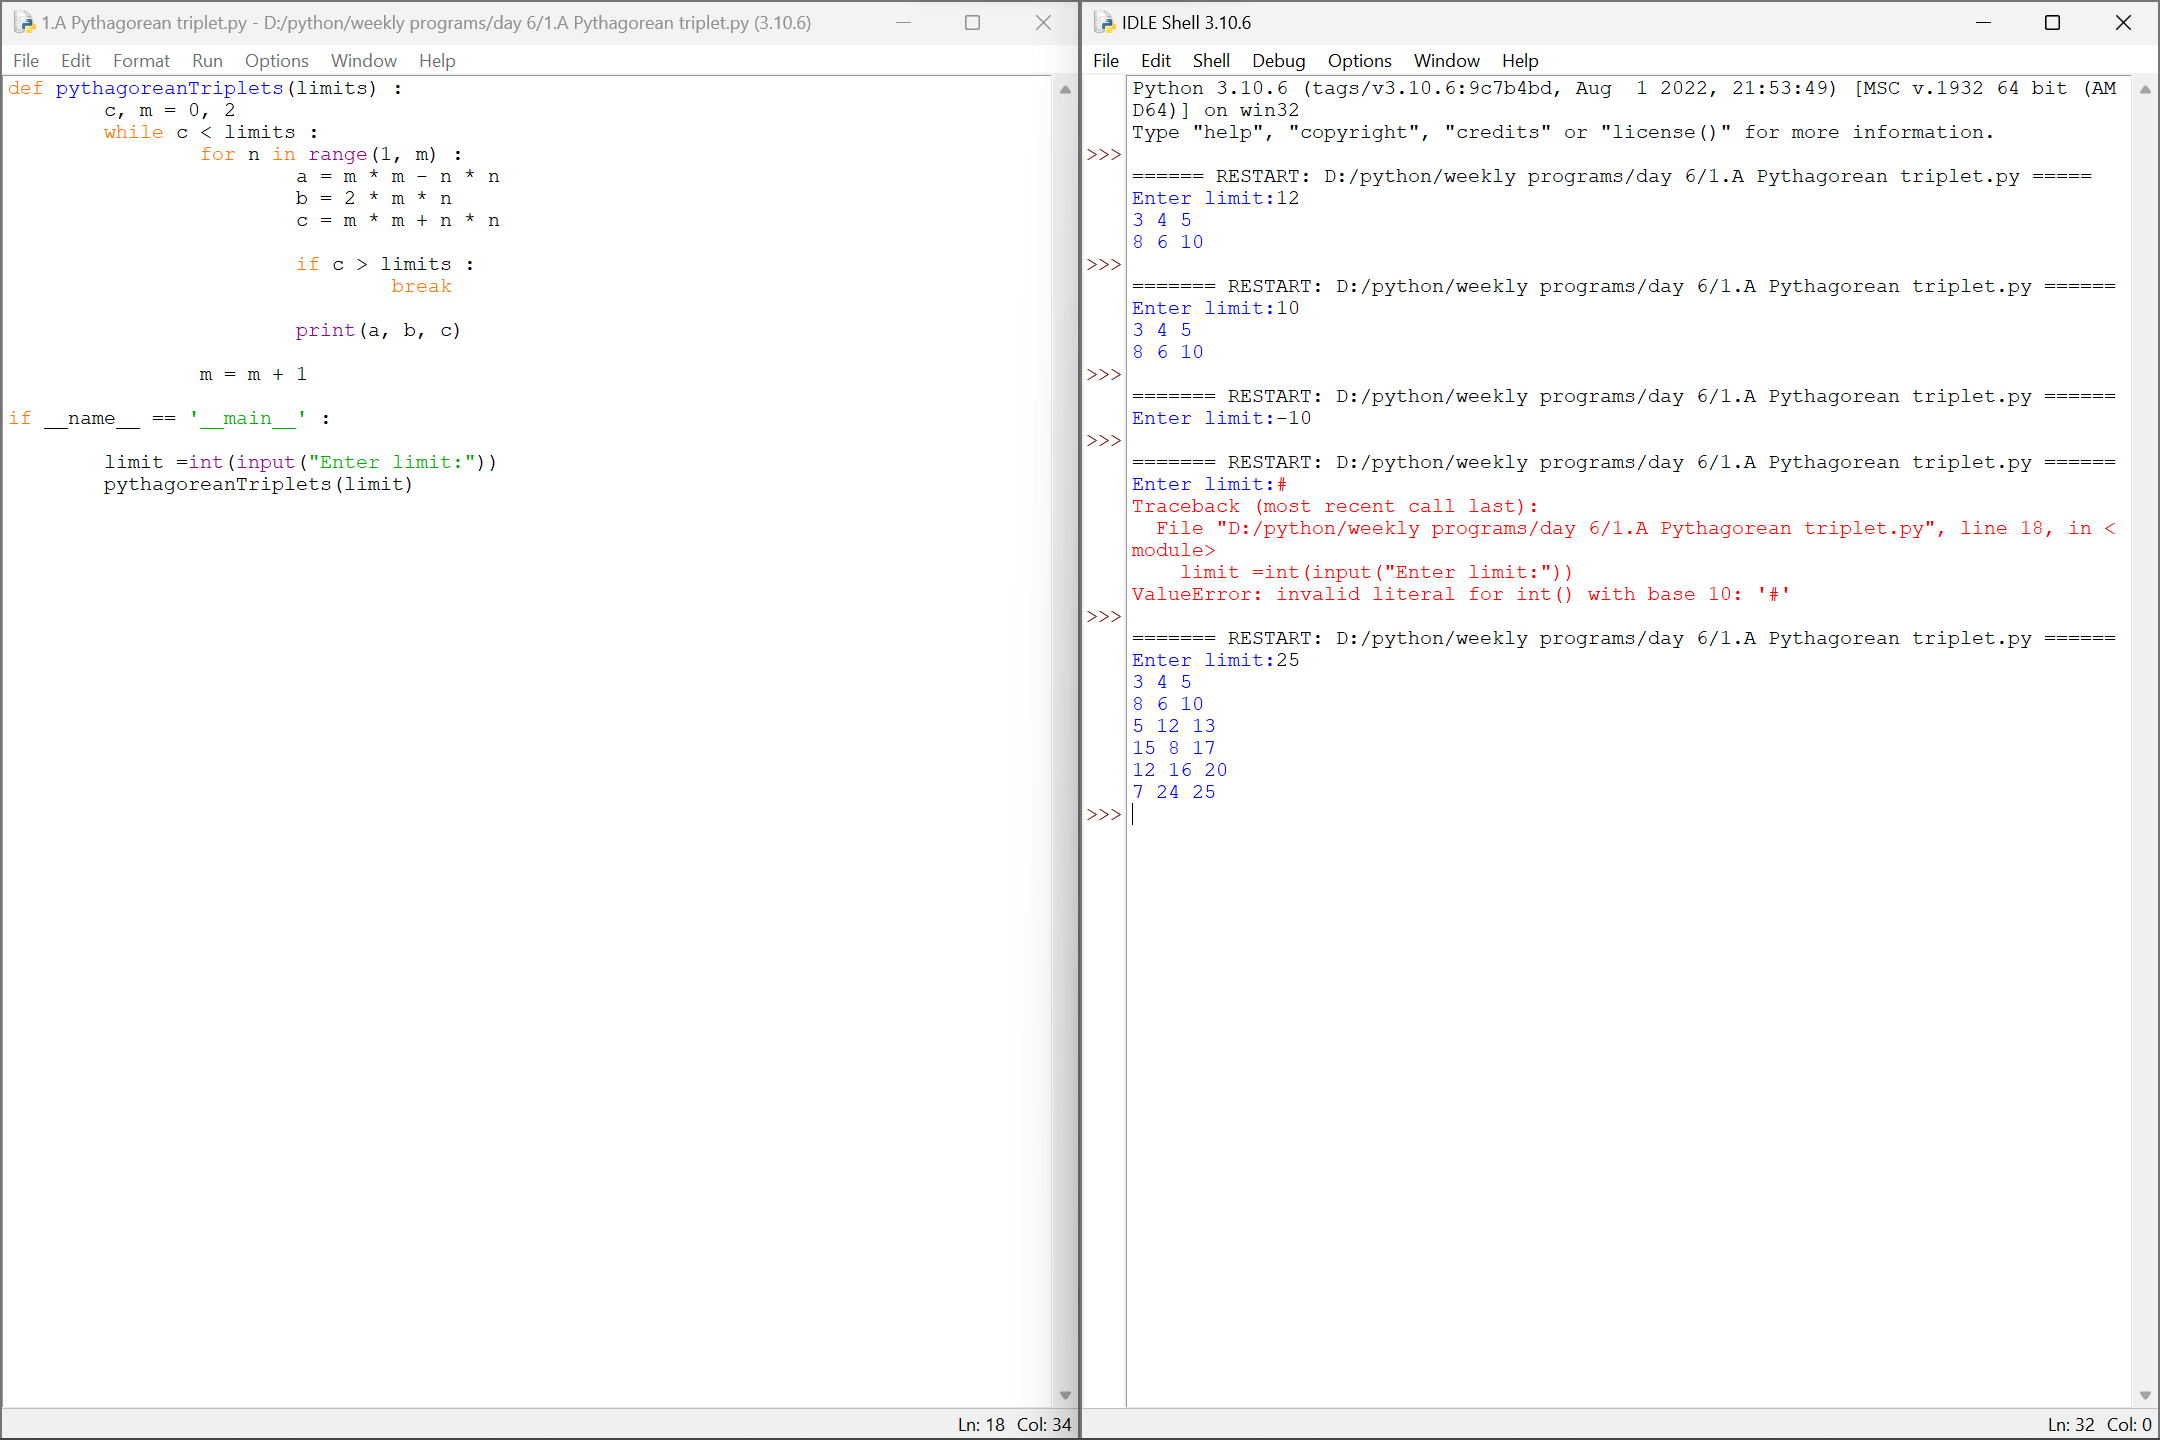 1.A Pythagorean triplet.py - D:/python/weekly programs/day 6/1.A Pythagorean triplet.py (3.10.6)
File Edit Format Run Options Window Help
def pythagoreanTriplets(limits) :
        c, m = 0, 2
        while c < limits :
                for n in range(1, m) :
                        a = m * m - n * n
                        b = 2 * m * n
                        c = m * m + n * n
                        if c > limits :
                                break
                        print(a, b, c)
                m = m + 1
if __name__ == '__main__' :
        limit =int(input("Enter limit:"))
        pythagoreanTriplets(limit)
Ln: 18 Col: 34
IDLE Shell 3.10.6
File Edit Shell Debug Options Window Help
Python 3.10.6 (tags/v3.10.6:9c7b4bd, Aug  1 2022, 21:53:49) [MSC v.1932 64 bit (AM
D64)] on win32
Type "help", "copyright", "credits" or "license()" for more information.
>>>
====== RESTART: D:/python/weekly programs/day 6/1.A Pythagorean triplet.py =====
Enter limit:12
3 4 5
8 6 10
>>>
======= RESTART: D:/python/weekly programs/day 6/1.A Pythagorean triplet.py ======
Enter limit:10
3 4 5
8 6 10
>>>
======= RESTART: D:/python/weekly programs/day 6/1.A Pythagorean triplet.py ======
Enter limit:-10
>>>
======= RESTART: D:/python/weekly programs/day 6/1.A Pythagorean triplet.py ======
Enter limit:#
Traceback (most recent call last):
  File "D:/python/weekly programs/day 6/1.A Pythagorean triplet.py", line 18, in <
module>
    limit =int(input("Enter limit:"))
ValueError: invalid literal for int() with base 10: '#'
>>>
======= RESTART: D:/python/weekly programs/day 6/1.A Pythagorean triplet.py ======
Enter limit:25
3 4 5
8 6 10
5 12 13
15 8 17
12 16 20
7 24 25
>>>
Ln: 32 Col: 0